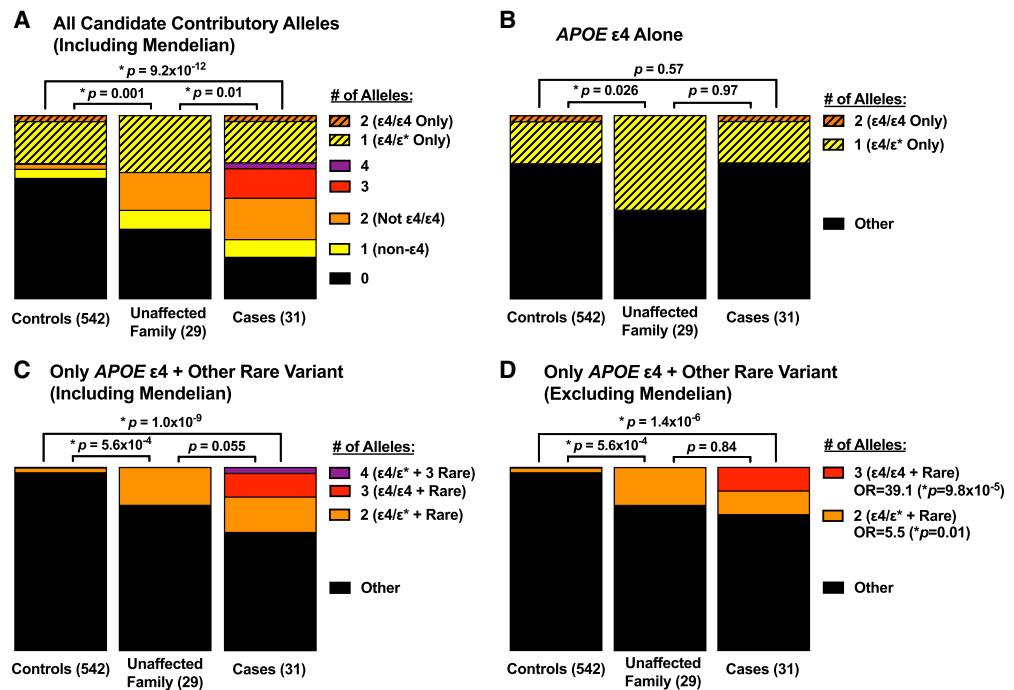 A
All Candidate Contributory Alleles
(Including Mendelian)
* p = 9.2x10-12
* p = 0.001
* p = 0.01
# of Alleles:
2 (ε4/ε4 Only)
1 (ε4/ε* Only)
4
3
2 (Not ε4/ε4)
1 (non-ε4)
0
Controls (542)
Unaffected
Family (29)
Cases (31)
B
APOE ε4 Alone
p = 0.57
* p = 0.026
p = 0.97
# of Alleles:
2 (ε4/ε4 Only)
1 (ε4/ε* Only)
Other
Controls (542)
Unaffected
Family (29)
Cases (31)
C
Only APOE ε4 + Other Rare Variant
(Including Mendelian)
* p = 1.0x10-9
* p = 5.6x10-4
p = 0.055
# of Alleles:
4 (ε4/ε* + 3 Rare)
3 (ε4/ε4 + Rare)
2 (ε4/ε* + Rare)
Other
Controls (542)
Unaffected
Family (29)
Cases (31)
D
Only APOE ε4 + Other Rare Variant
(Excluding Mendelian)
* p = 1.4x10-6
* p = 5.6x10-4
p = 0.84
# of Alleles:
3 (ε4/ε4 + Rare)
OR=39.1 (*p=9.8x10-5)
2 (ε4/ε* + Rare)
OR=5.5 (*p=0.01)
Other
Controls (542)
Unaffected
Family (29)
Cases (31)